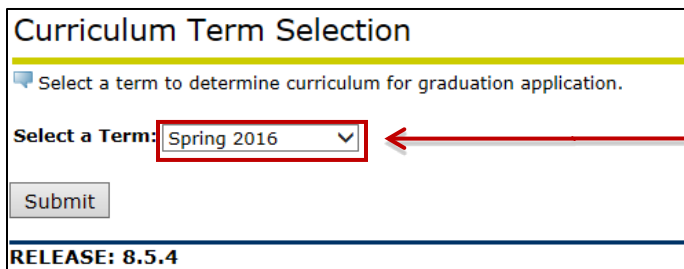 Curriculum Term Selection
Select a term to determine curriculum for graduation application.
Select a Term: Spring 2016
Submit
RELEASE: 8.5.4